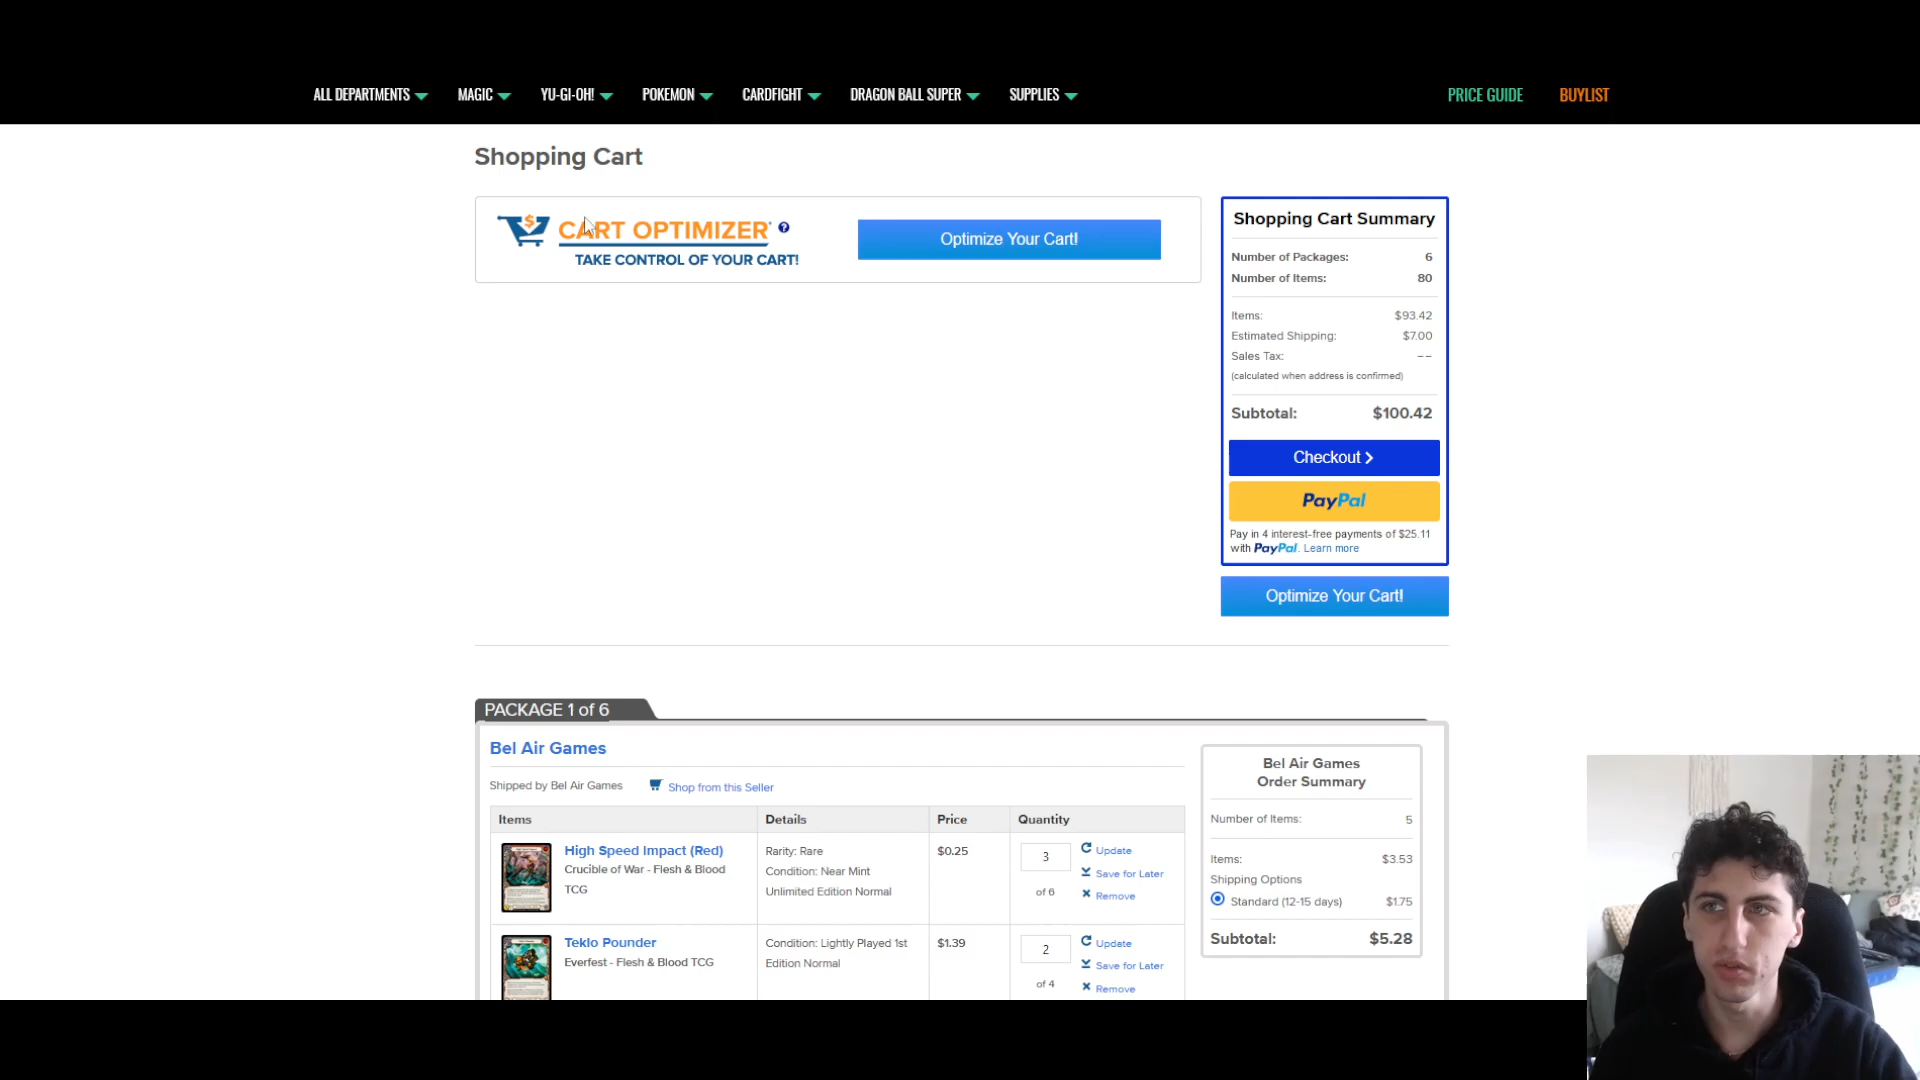 ALL DEPARTMENTS MAGIC YU-GI-OH! POKEMON CARDFIGHT DRAGON BALL SUPER SUPPLIES PRICE GUIDE BUYLIST
Shopping Cart
CART OPTIMIZER ?
TAKE CONTROL OF YOUR CART!
Optimize Your Cart!
Shopping Cart Summary
Number of Packages: 6
Number of Items: 80
Items: $93.42
Estimated Shipping: $7.00
Sales Tax: --
(calculated when address is confirmed)
Subtotal: $100.42
Checkout
PayPal
Pay in 4 interest-free payments of $25.11
with PayPal. Learn more
Optimize Your Cart!
PACKAGE 1 of 6
Bel Air Games
Shipped by Bel Air Games Shop from this Seller
Items Details Price Quantity
High Speed Impact (Red)
Crucible of War - Flesh & Blood
TCG
Rarity: Rare
Condition: Near Mint
Unlimited Edition Normal
$0.25
3
of 6
Update
Save for Later
Remove
Teklo Pounder
Everfest - Flesh & Blood TCG
Condition: Lightly Played 1st
Edition Normal
$1.39
2
of 4
Update
Save for Later
Remove
Bel Air Games
Order Summary
Number of Items: 5
Items: $3.53
Shipping Options
Standard (12-15 days) $1.75
Subtotal: $5.28